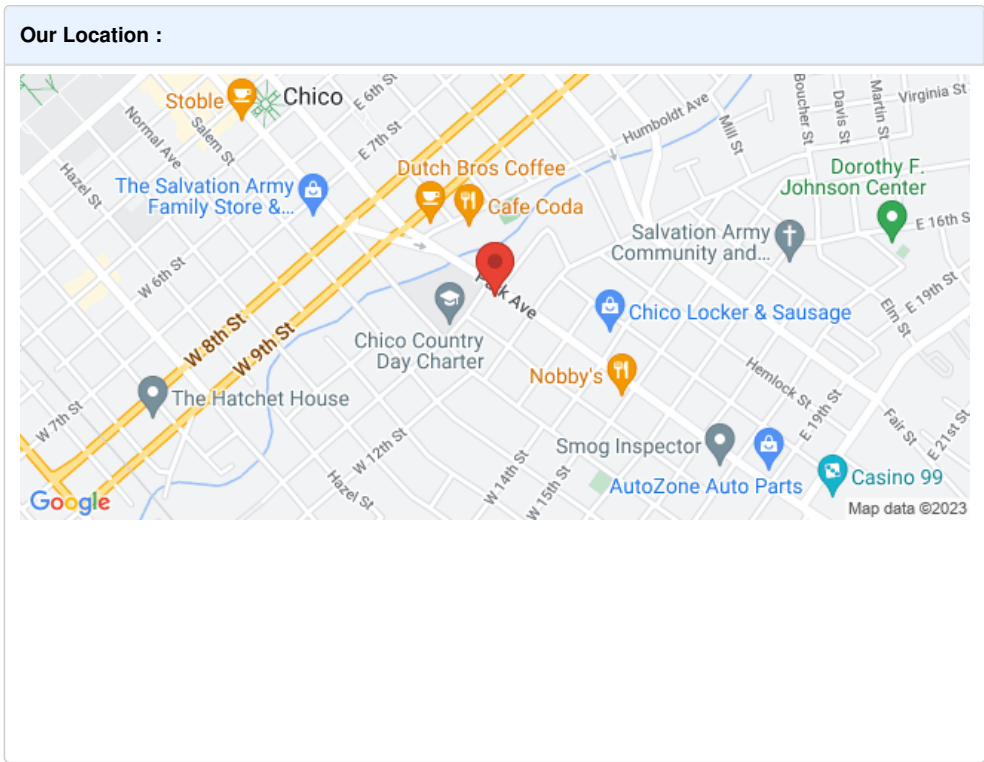 Our Location :
E 6th St
Stoble
Chico
Normal Ave
Salem St
E 7th St
Humboldt Ave
Mill St
Boucher St
Davis St
Martin St
Virginia St
Hazel St
The Salvation Army
Family Store &...
Dutch Bros Coffee
Cafe Coda
Dorothy F.
Johnson Center
Salvation Army
Community and...
E 16th S
W 6th St
Park Ave
Chico Country
Day Charter
Chico Locker & Sausage
E 19th St
Elm St
W 8th St
W 9th St
Nobby's
Hemlock St
The Hatchet House
W 7th St
W 12th St
E 19th St
Fair St
E 21st St
Smog Inspector
Hazel St
W 14th St
W 15th St
AutoZone Auto Parts
Casino 99
Google
Map data ©2023